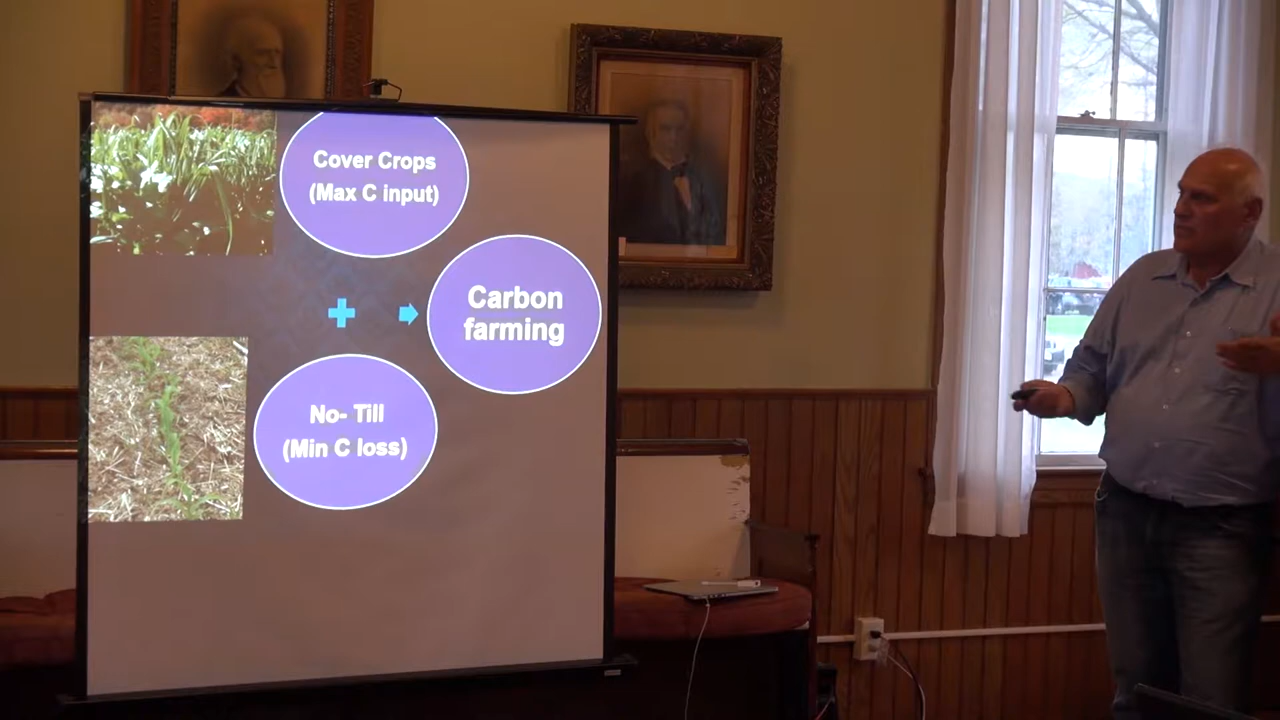 Cover Crops
(Max C input)
Carbon
farming
No- Till
(Min C loss)